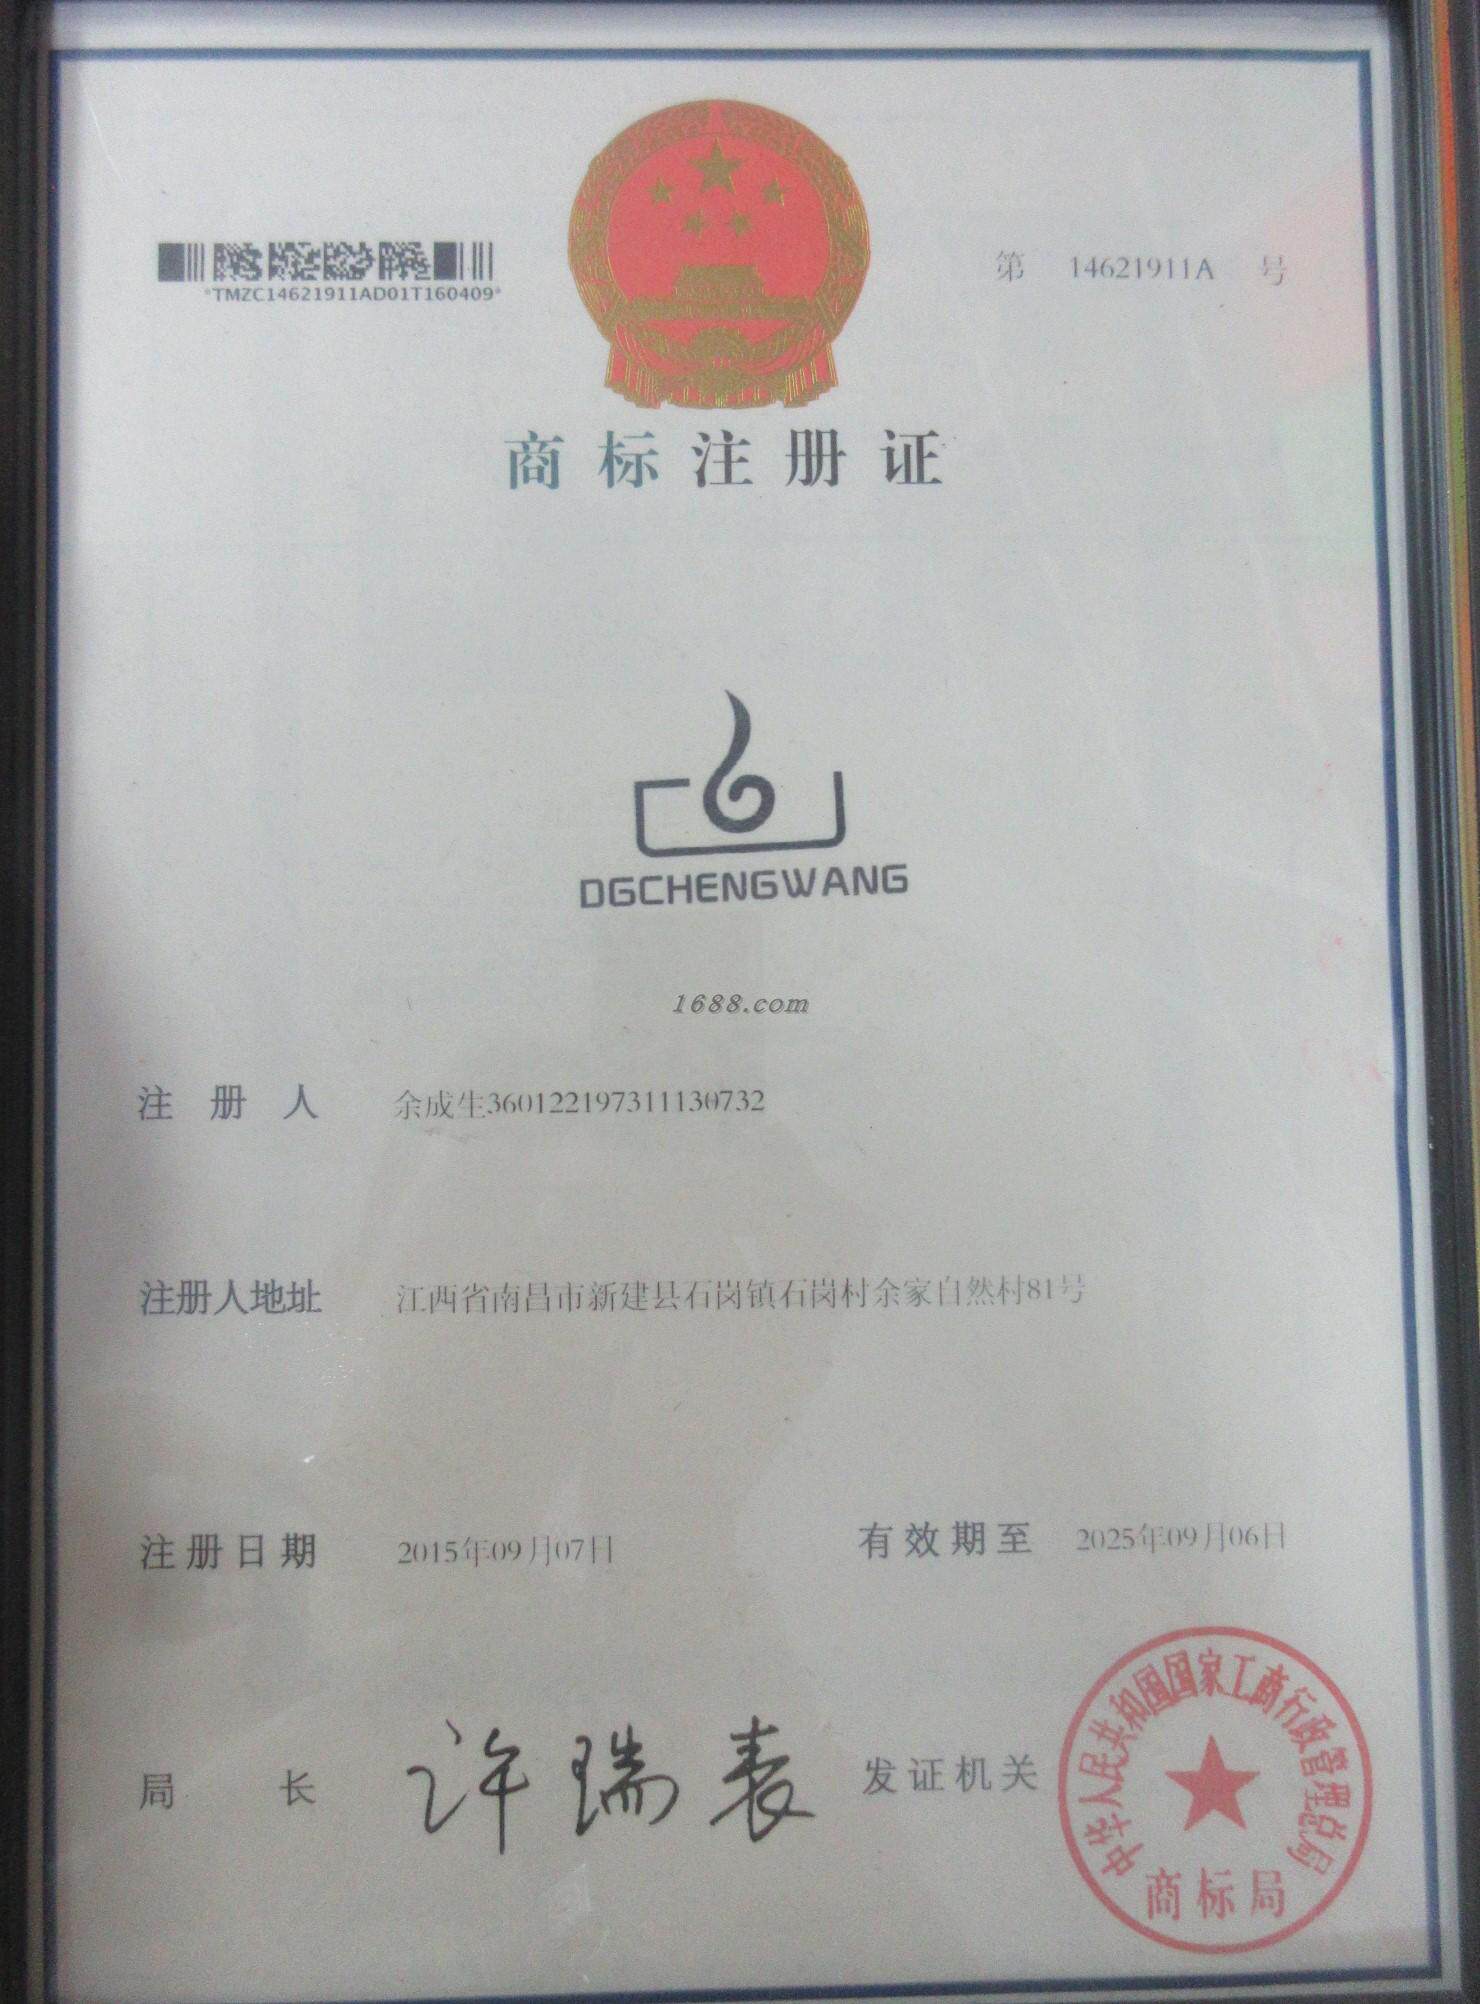 *TMZC14621911AD01T160409*
第 14621911A 号
商标注册证
DGCHENGWANG
1688.com
注册人 余成生360122197311130732
注册人地址 江西省南昌市新建县石岗镇石岗村余家自然村81号
注册日期 2015年09月07日 有效期至 2025年09月06日
局长 许瑞表 发证机关
中华人民共和国国家工商行政管理总局
商标局